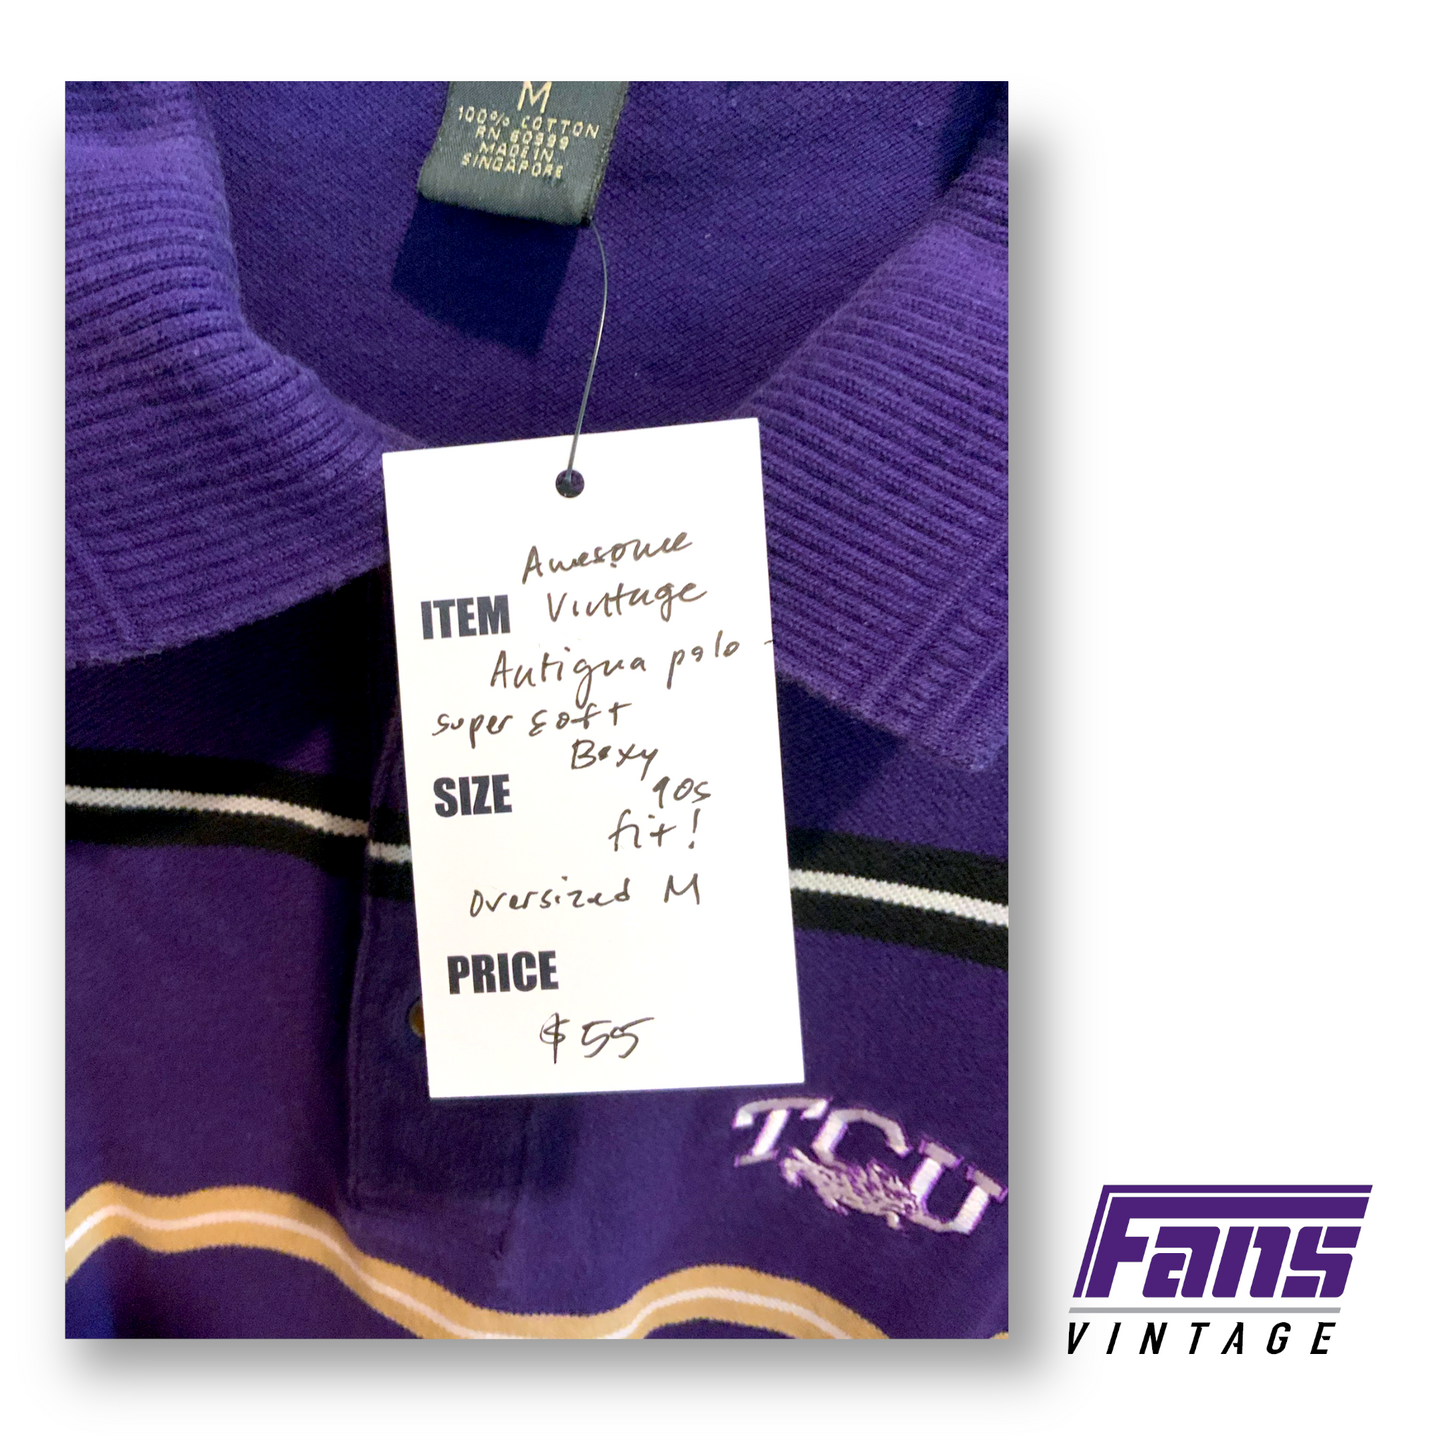 M
100% COTTON
RN 60999
MADE IN
SINGAPORE
Awesome
ITEM Vintage
Antigua polo -
super soft
Boxy
SIZE 90s
fit!
oversized M
PRICE
$55
TCU
Fans
VINTAGE